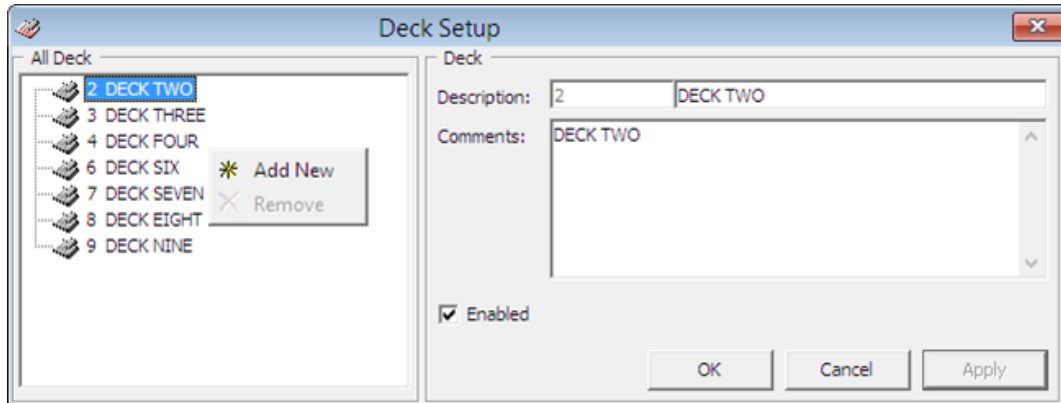 Deck Setup
All Deck
2 DECK TWO
3 DECK THREE
4 DECK FOUR
6 DECK SIX
7 DECK SEVEN
8 DECK EIGHT
9 DECK NINE
Add New
Remove
Deck
Description: 2 DECK TWO
Comments: DECK TWO
Enabled
OK Cancel Apply